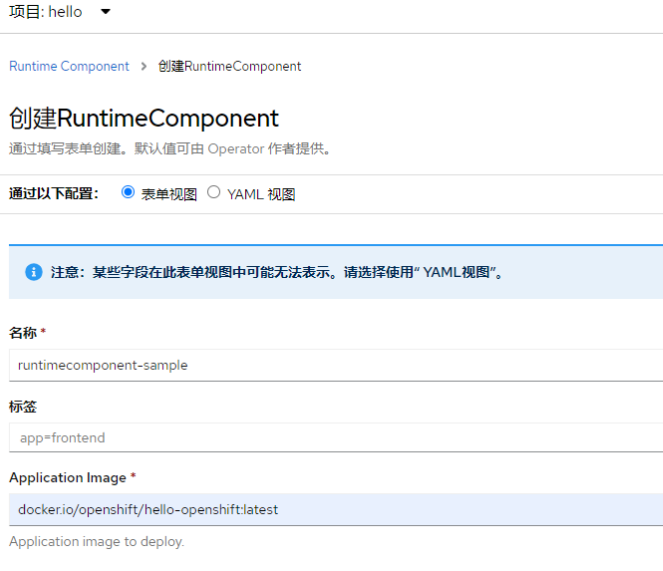 项目: hello
Runtime Component > 创建RuntimeComponent
创建RuntimeComponent
通过填写表单创建。默认值可由 Operator 作者提供。
通过以下配置： 表单视图 YAML 视图
注意：某些字段在此表单视图中可能无法表示。请选择使用“ YAML视图”。
名称 *
runtimecomponent-sample
标签
app=frontend
Application Image *
docker.io/openshift/hello-openshift:latest
Application image to deploy.